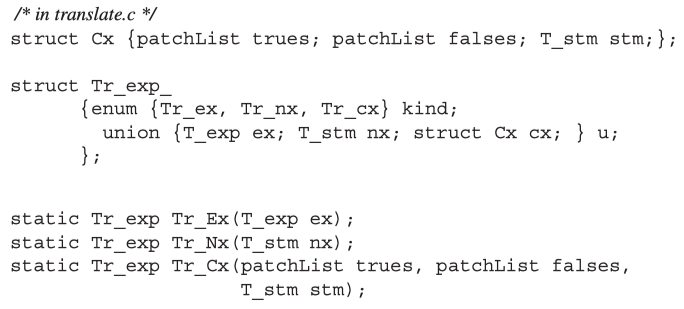 /* in translate.c */
struct Cx {patchList trues; patchList falses; T_stm stm;};
struct Tr_exp_
{enum {Tr_ex, Tr_nx, Tr_cx} kind;
union {T_exp ex; T_stm nx; struct Cx cx; } u;
};
static Tr_exp Tr_Ex(T_exp ex);
static Tr_exp Tr_Nx(T_stm nx);
static Tr_exp Tr_Cx(patchList trues, patchList falses,
T_stm stm);